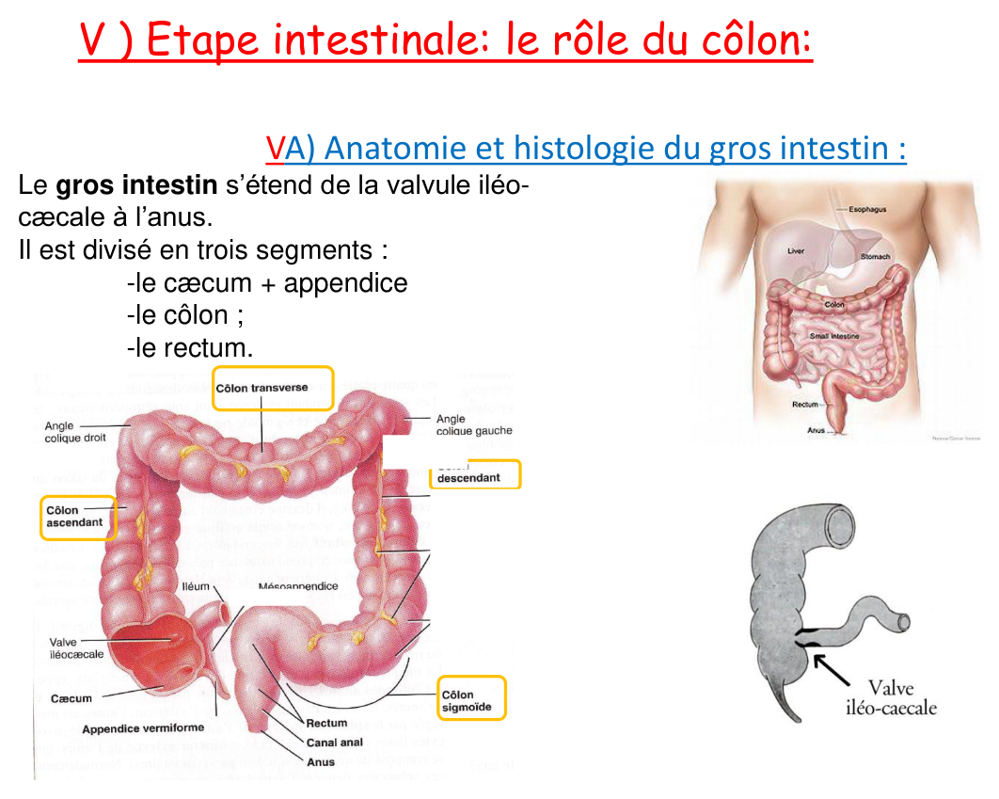 V ) Etape intestinale: le rôle du côlon:
VA) Anatomie et histologie du gros intestin :
Le gros intestin s’étend de la valvule iléo-
cæcale à l’anus.
Il est divisé en trois segments :
-le cæcum + appendice
-le côlon ;
-le rectum.
Esophagus
Liver
Stomach
Colon
Small Intestine
Rectum
Anus
Côlon transverse
Angle
colique droit
Angle
colique gauche
descendant
Côlon
ascendant
Iléum
Mésoappendice
Valve
iléocæcale
Cæcum
Appendice vermiforme
Côlon
sigmoïde
Rectum
Canal anal
Anus
Valve
iléo-caecale